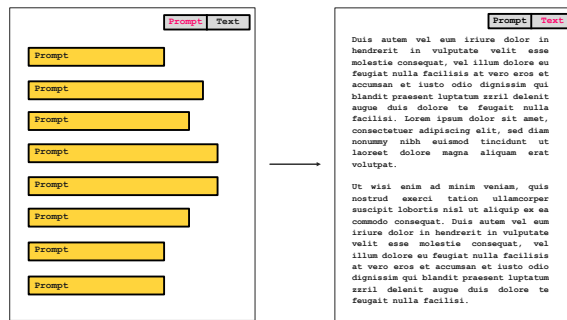 Prompt Text
Prompt
Prompt
Prompt
Prompt
Prompt
Prompt
Prompt
Prompt
Prompt Text
Duis autem vel eum iriure dolor in
hendrerit in vulputate velit esse
molestie consequat, vel illum dolore eu
feugiat nulla facilisis at vero eros et
accumsan et iusto odio dignissim qui
blandit praesent luptatum zzril delenit
augue duis dolore te feugait nulla
facilisi. Lorem ipsum dolor sit amet,
consectetuer adipiscing elit, sed diam
nonummy nibh euismod tincidunt ut
laoreet dolore magna aliquam erat
volutpat.
Ut wisi enim ad minim veniam, quis
nostrud exerci tation ullamcorper
suscipit lobortis nisl ut aliquip ex ea
commodo consequat. Duis autem vel eum
iriure dolor in hendrerit in vulputate
velit esse molestie consequat, vel
illum dolore eu feugiat nulla facilisis
at vero eros et accumsan et iusto odio
dignissim qui blandit praesent luptatum
zzril delenit augue duis dolore te
feugait nulla facilisi.